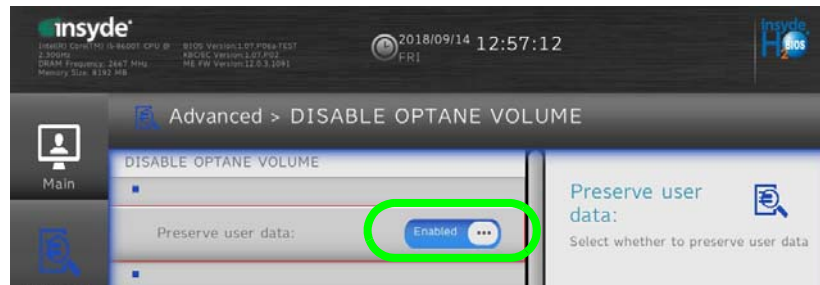 insyde
Intel(R) Core(TM) i5-8600T CPU @
2.30GHz
DRAM Frequency: 2667 MHz
Memory Size: 8192 MB
BIOS Version:1.07.P06a-TEST
KBC/EC Version:1.07.P02
ME FW Version:12.0.3.1091
2018/09/14 12:57:12
FRI
insyde
H2O BIOS
Advanced > DISABLE OPTANE VOLUME
Main
DISABLE OPTANE VOLUME
Preserve user data:
Enabled
Preserve user
data:
Select whether to preserve user data